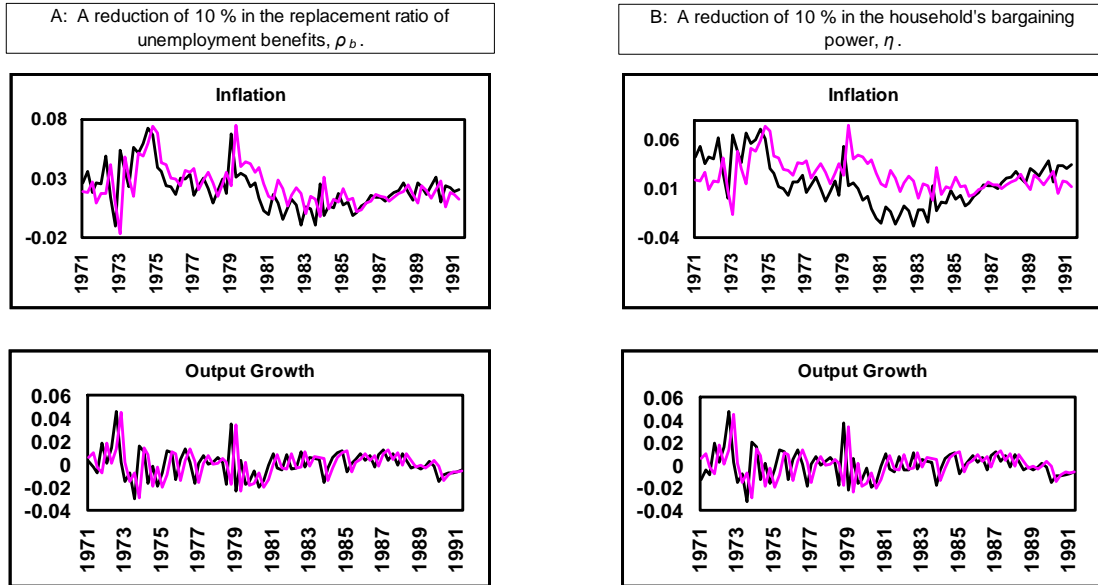 A: A reduction of 10 % in the replacement ratio of
unemployment benefits, ρ b .
Inflation
0.08
0.03
-0.02
1971 1973 1975 1977 1979 1981 1983 1985 1987 1989 1991
Output Growth
0.06
0.04
0.02
0
-0.02
-0.04
1971 1973 1975 1977 1979 1981 1983 1985 1987 1989 1991
B: A reduction of 10 % in the household's bargaining
power, η .
Inflation
0.06
0.01
-0.04
1971 1973 1975 1977 1979 1981 1983 1985 1987 1989 1991
Output Growth
0.06
0.04
0.02
0
-0.02
-0.04
1971 1973 1975 1977 1979 1981 1983 1985 1987 1989 1991